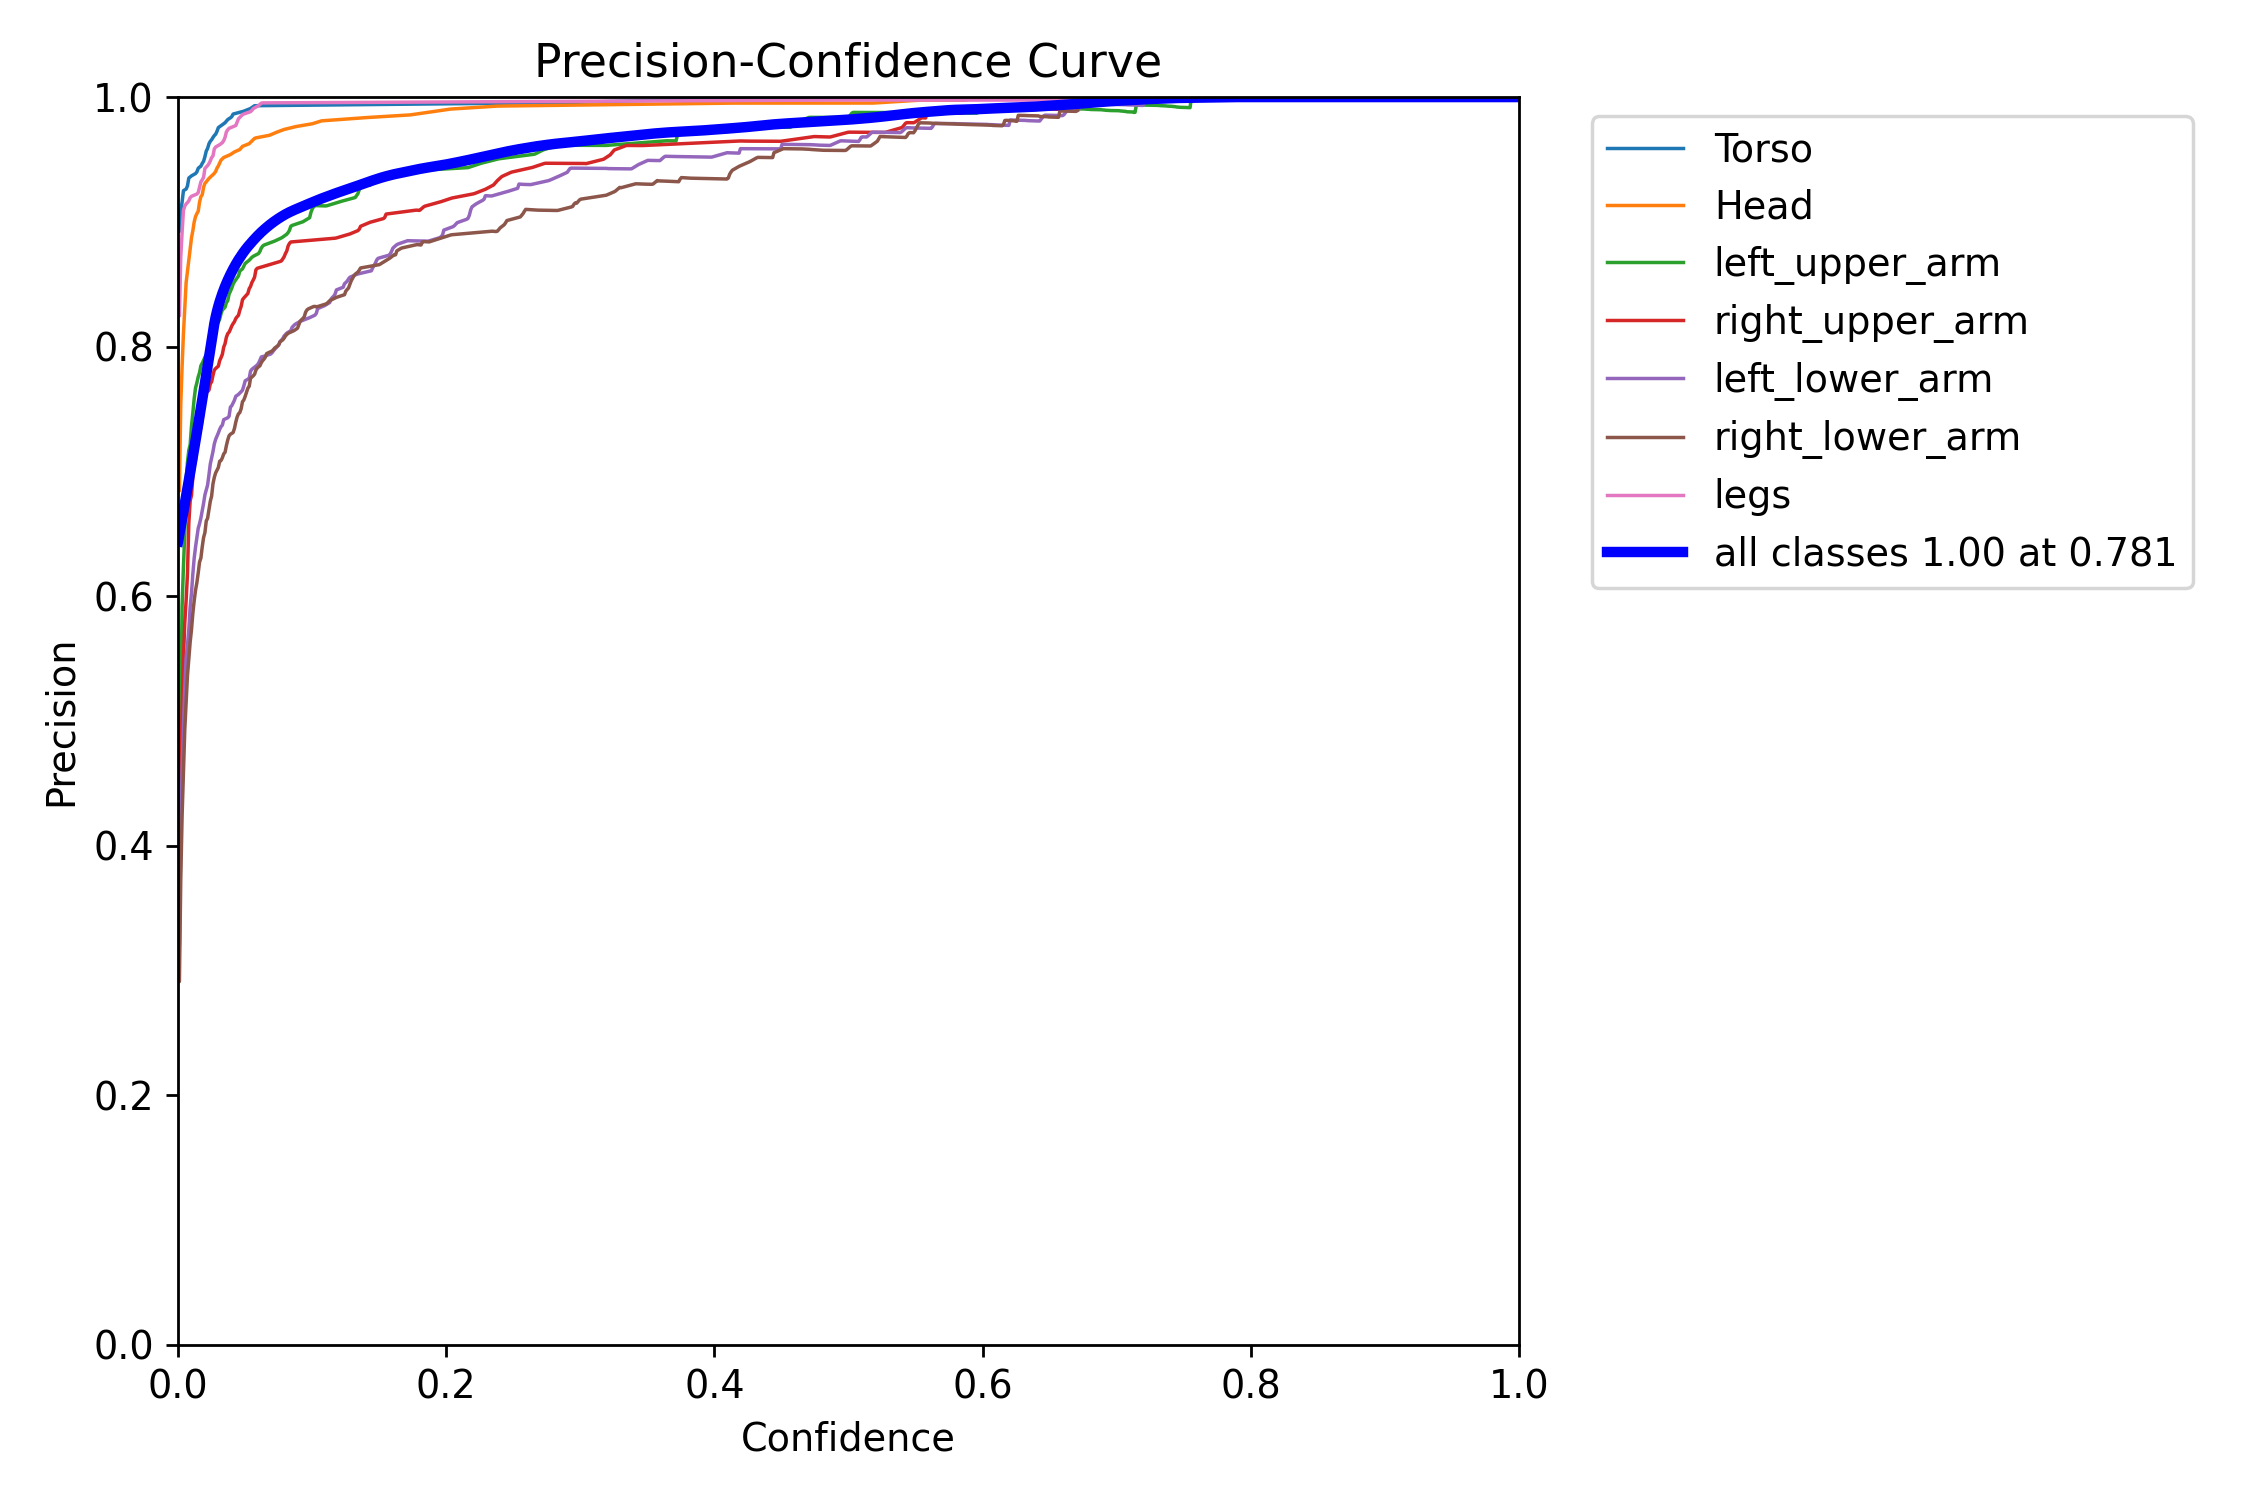 Precision-Confidence Curve
1.0
0.8
0.6
0.4
0.2
0.0
Precision
0.0 0.2 0.4 0.6 0.8 1.0
Confidence
Torso
Head
left_upper_arm
right_upper_arm
left_lower_arm
right_lower_arm
legs
all classes 1.00 at 0.781